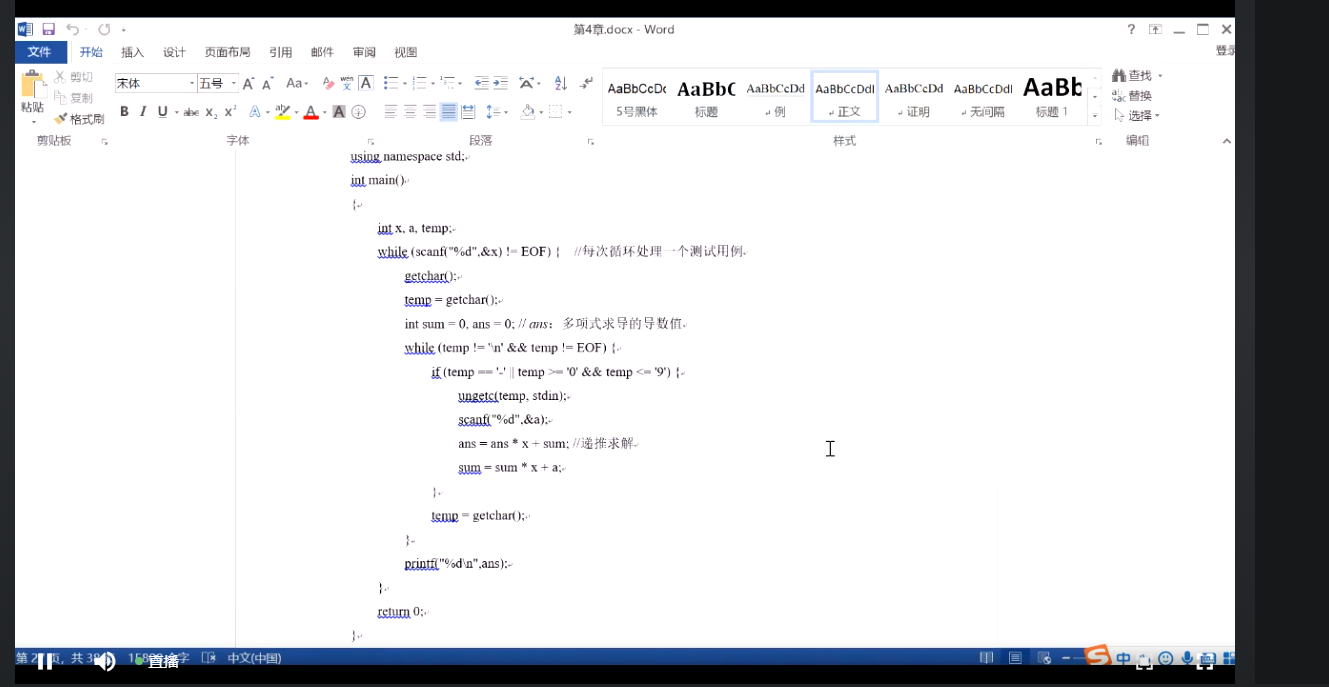 第4章.docx - Word
文件 开始 插入 设计 页面布局 引用 邮件 审阅 视图 登录
剪切
宋体 五号
复制
粘贴
格式刷
AaBbCcDc AaBbC AaBbCcDd AaBbCcDdI AaBbCcDd AaBbCcDdI AaBb
5号黑体 标题 例 正文 证明 无间隔 标题 1
查找
替换
选择
剪贴板 字体 段落 样式 编辑
using namespace std;
int main()
{
int x, a, temp;
while (scanf("%d",&x) != EOF) { //每次循环处理一个测试用例
getchar();
temp = getchar();
int sum = 0, ans = 0; // ans：多项式求导的导数值
while (temp != '\n' && temp != EOF) {
if (temp == '-' || temp >= '0' && temp <= '9') {
ungetc(temp, stdin);
scanf("%d",&a);
ans = ans * x + sum; //递推求解
sum = sum * x + a;
}
temp = getchar();
}
printf("%d\n",ans);
}
return 0;
}
直播 中文(中国) 中